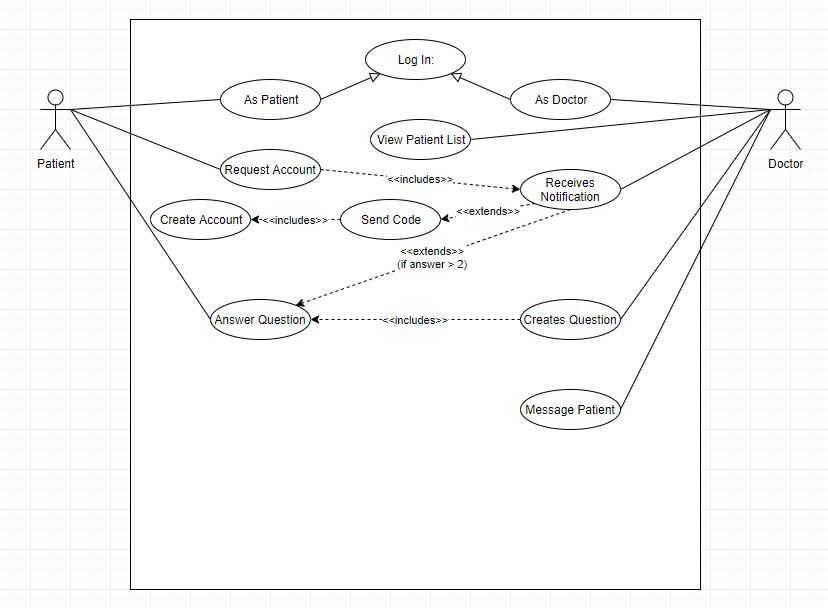 Log In:
As Patient
As Doctor
View Patient List
Patient
Doctor
Request Account
<<includes>>
Receives
Notification
Create Account
<<includes>>
Send Code
<<extends>>
<<extends>>
(if answer > 2)
Answer Question
<<includes>>
Creates Question
Message Patient